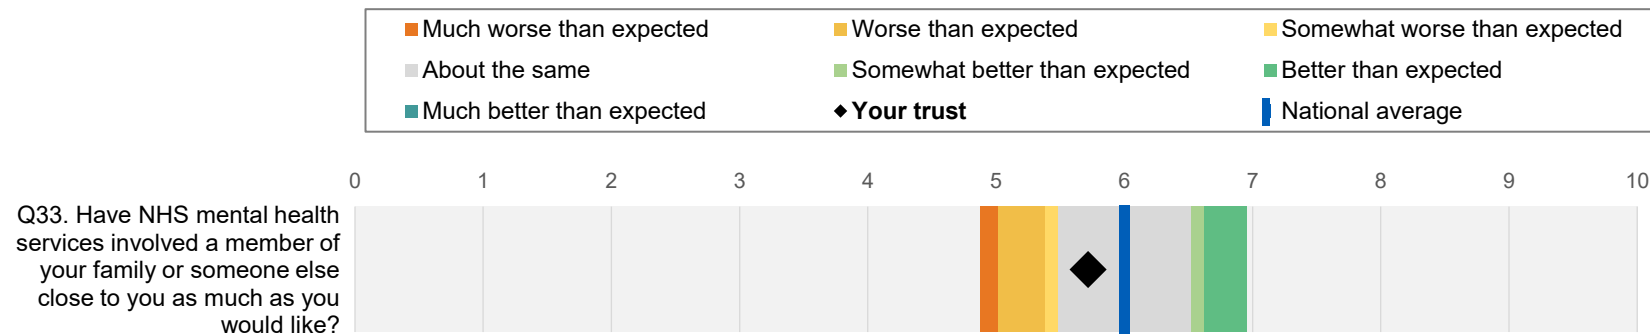 Much worse than expected Worse than expected Somewhat worse than expected
About the same Somewhat better than expected Better than expected
Much better than expected Your trust National average
0 1 2 3 4 5 6 7 8 9 10
Q33. Have NHS mental health
services involved a member of
your family or someone else
close to you as much as you
would like?